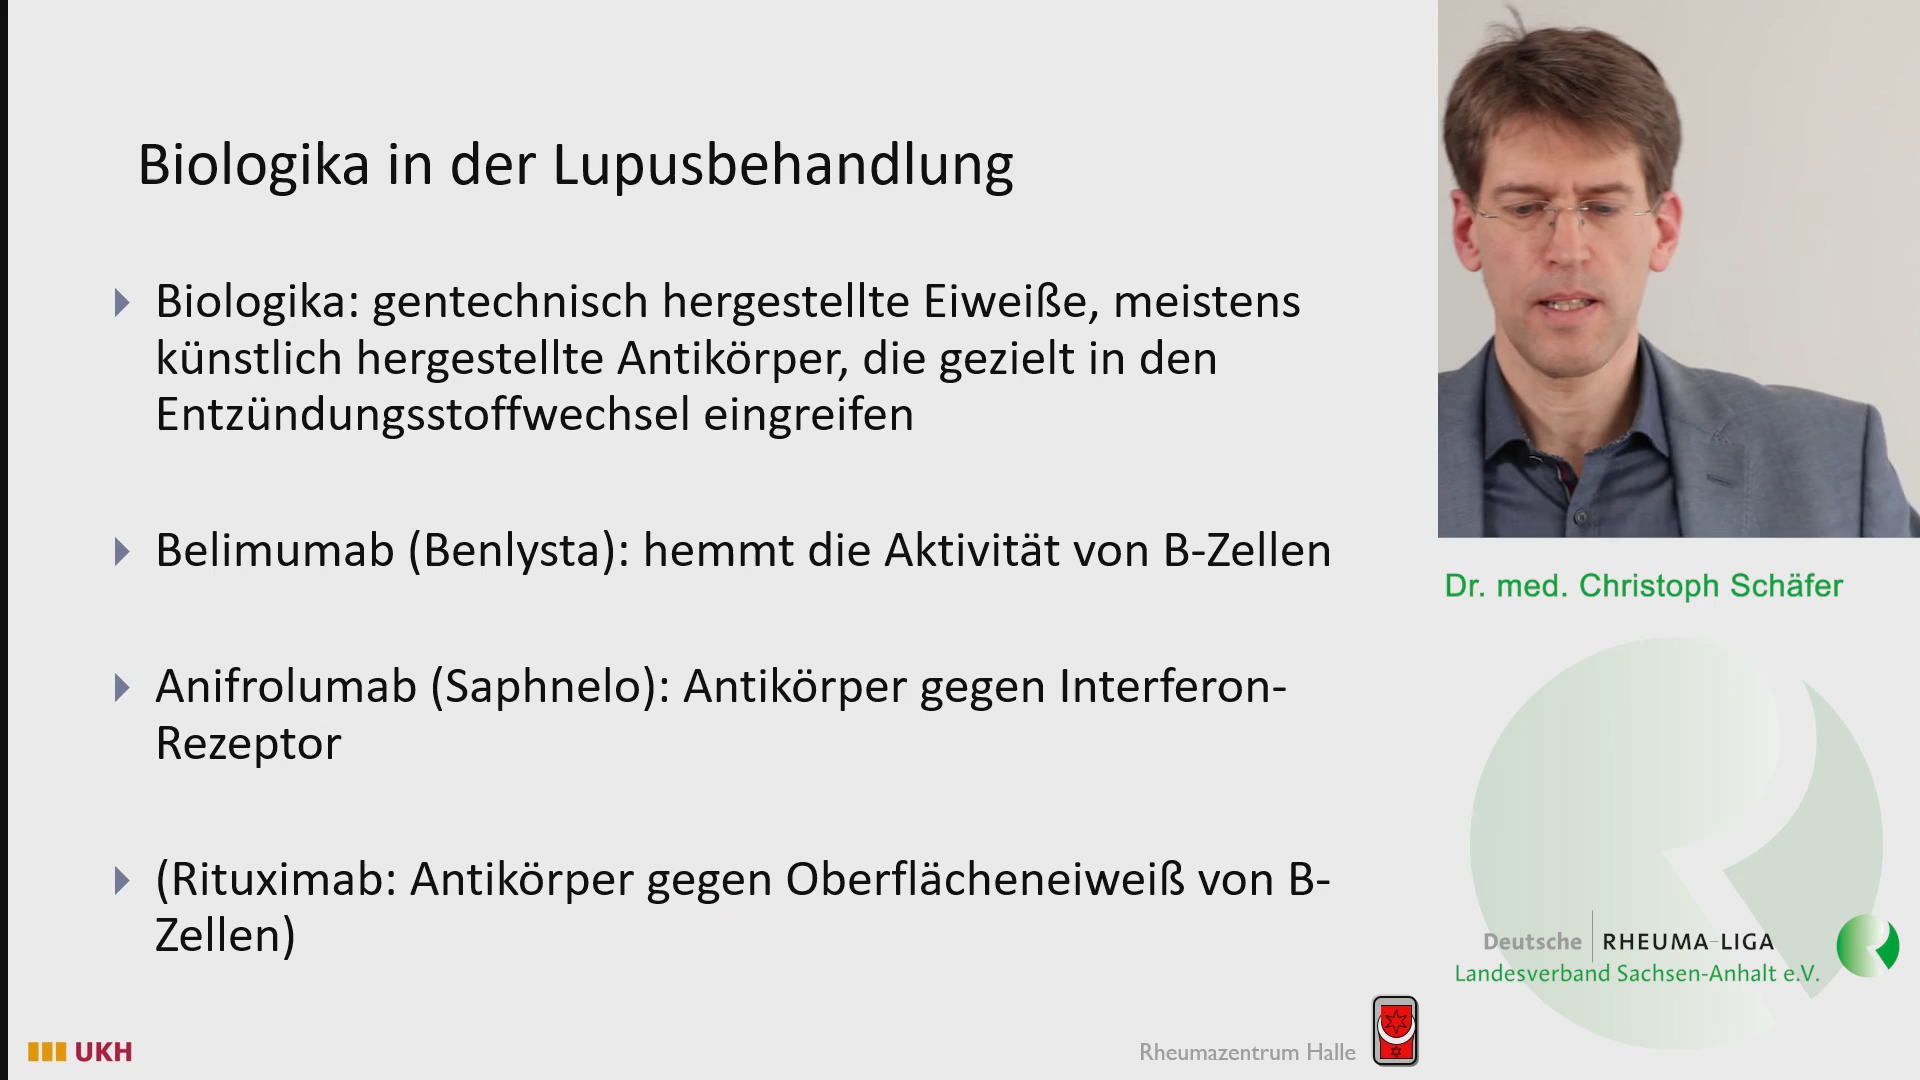 Biologika in der Lupusbehandlung
Biologika: gentechnisch hergestellte Eiweiße, meistens
künstlich hergestellte Antikörper, die gezielt in den
Entzündungsstoffwechsel eingreifen
Belimumab (Benlysta): hemmt die Aktivität von B-Zellen
Anifrolumab (Saphnelo): Antikörper gegen Interferon-
Rezeptor
(Rituximab: Antikörper gegen Oberflächeneiweiß von B-
Zellen)
Dr. med. Christoph Schäfer
Deutsche RHEUMA-LIGA
Landesverband Sachsen-Anhalt e.V.
UKH
Rheumazentrum Halle